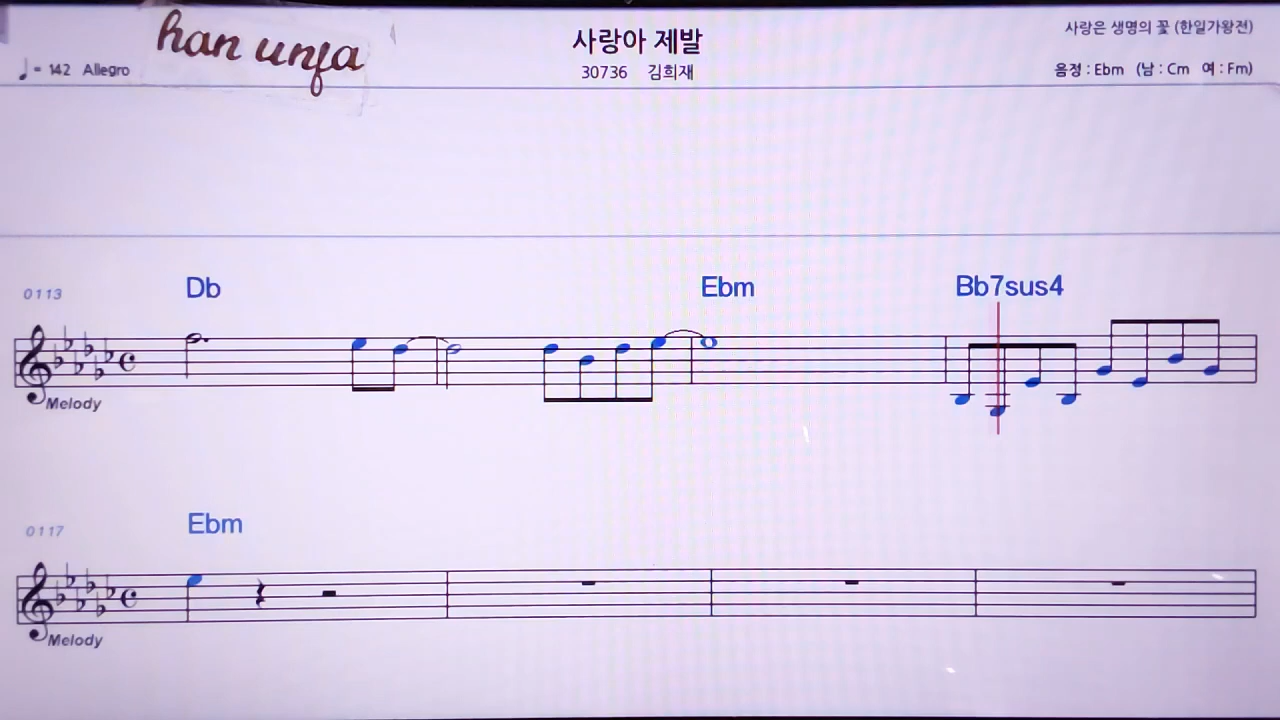 han unfa
사랑아 제발
사랑은 생명의 꽃 (한일가왕전)
♩= 142 Allegro
30736 김희재
음정 : Ebm (남 : Cm 여 : Fm)
0113 Db Ebm Bb7sus4
Melody
0117 Ebm
Melody